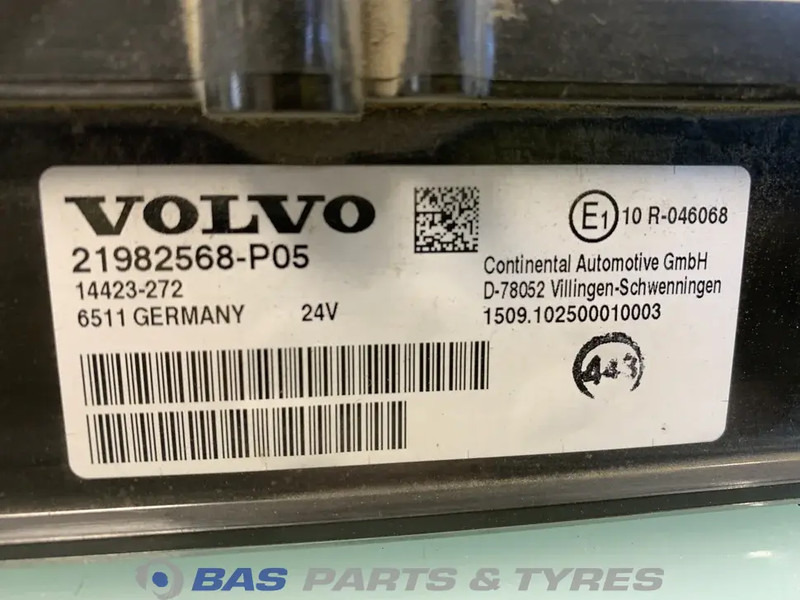 VOLVO
21982568-P05
14423-272
6511 GERMANY 24V
E1 10 R-046068
Continental Automotive GmbH
D-78052 Villingen-Schwenningen
1509.102500010003
443
BAS PARTS & TYRES